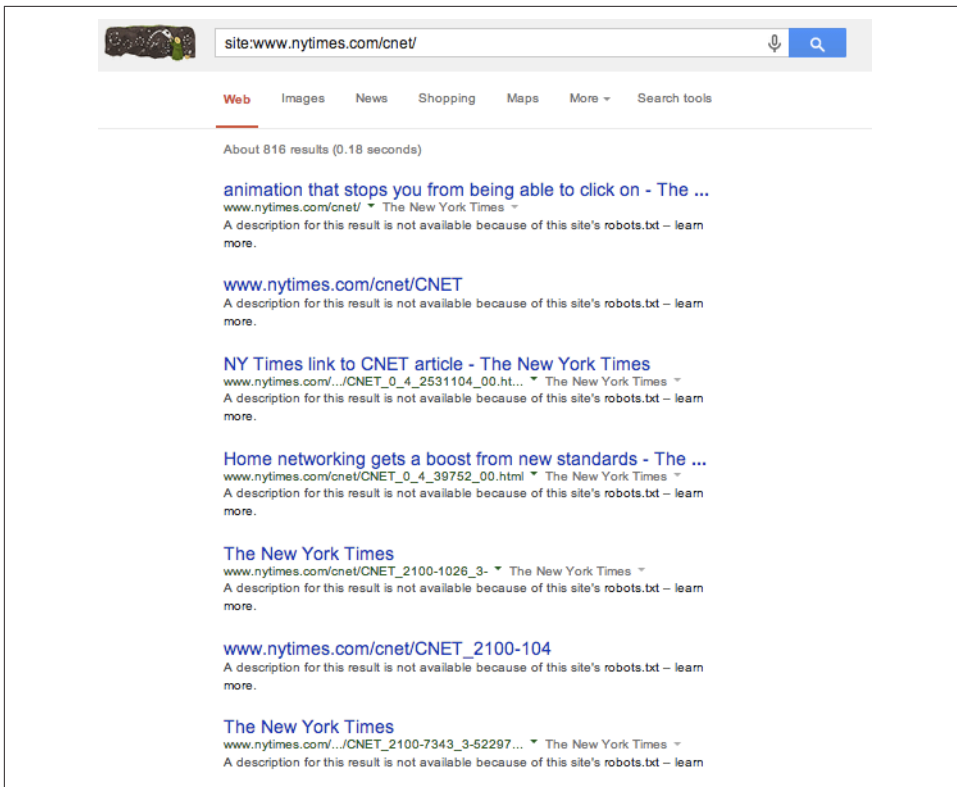 site:www.nytimes.com/cnet/
Web Images News Shopping Maps More Search tools
About 816 results (0.18 seconds)
animation that stops you from being able to click on - The ...
www.nytimes.com/cnet/ The New York Times
A description for this result is not available because of this site's robots.txt – learn
more.
www.nytimes.com/cnet/CNET
A description for this result is not available because of this site's robots.txt – learn
more.
NY Times link to CNET article - The New York Times
www.nytimes.com/.../CNET_0_4_2531104_00.ht... The New York Times
A description for this result is not available because of this site's robots.txt – learn
more.
Home networking gets a boost from new standards - The ...
www.nytimes.com/cnet/CNET_0_4_39752_00.html The New York Times
A description for this result is not available because of this site's robots.txt – learn
more.
The New York Times
www.nytimes.com/cnet/CNET_2100-1026_3- The New York Times
A description for this result is not available because of this site's robots.txt – learn
more.
www.nytimes.com/cnet/CNET_2100-104
A description for this result is not available because of this site's robots.txt – learn
more.
The New York Times
www.nytimes.com/.../CNET_2100-7343_3-52297... The New York Times
A description for this result is not available because of this site's robots.txt – learn